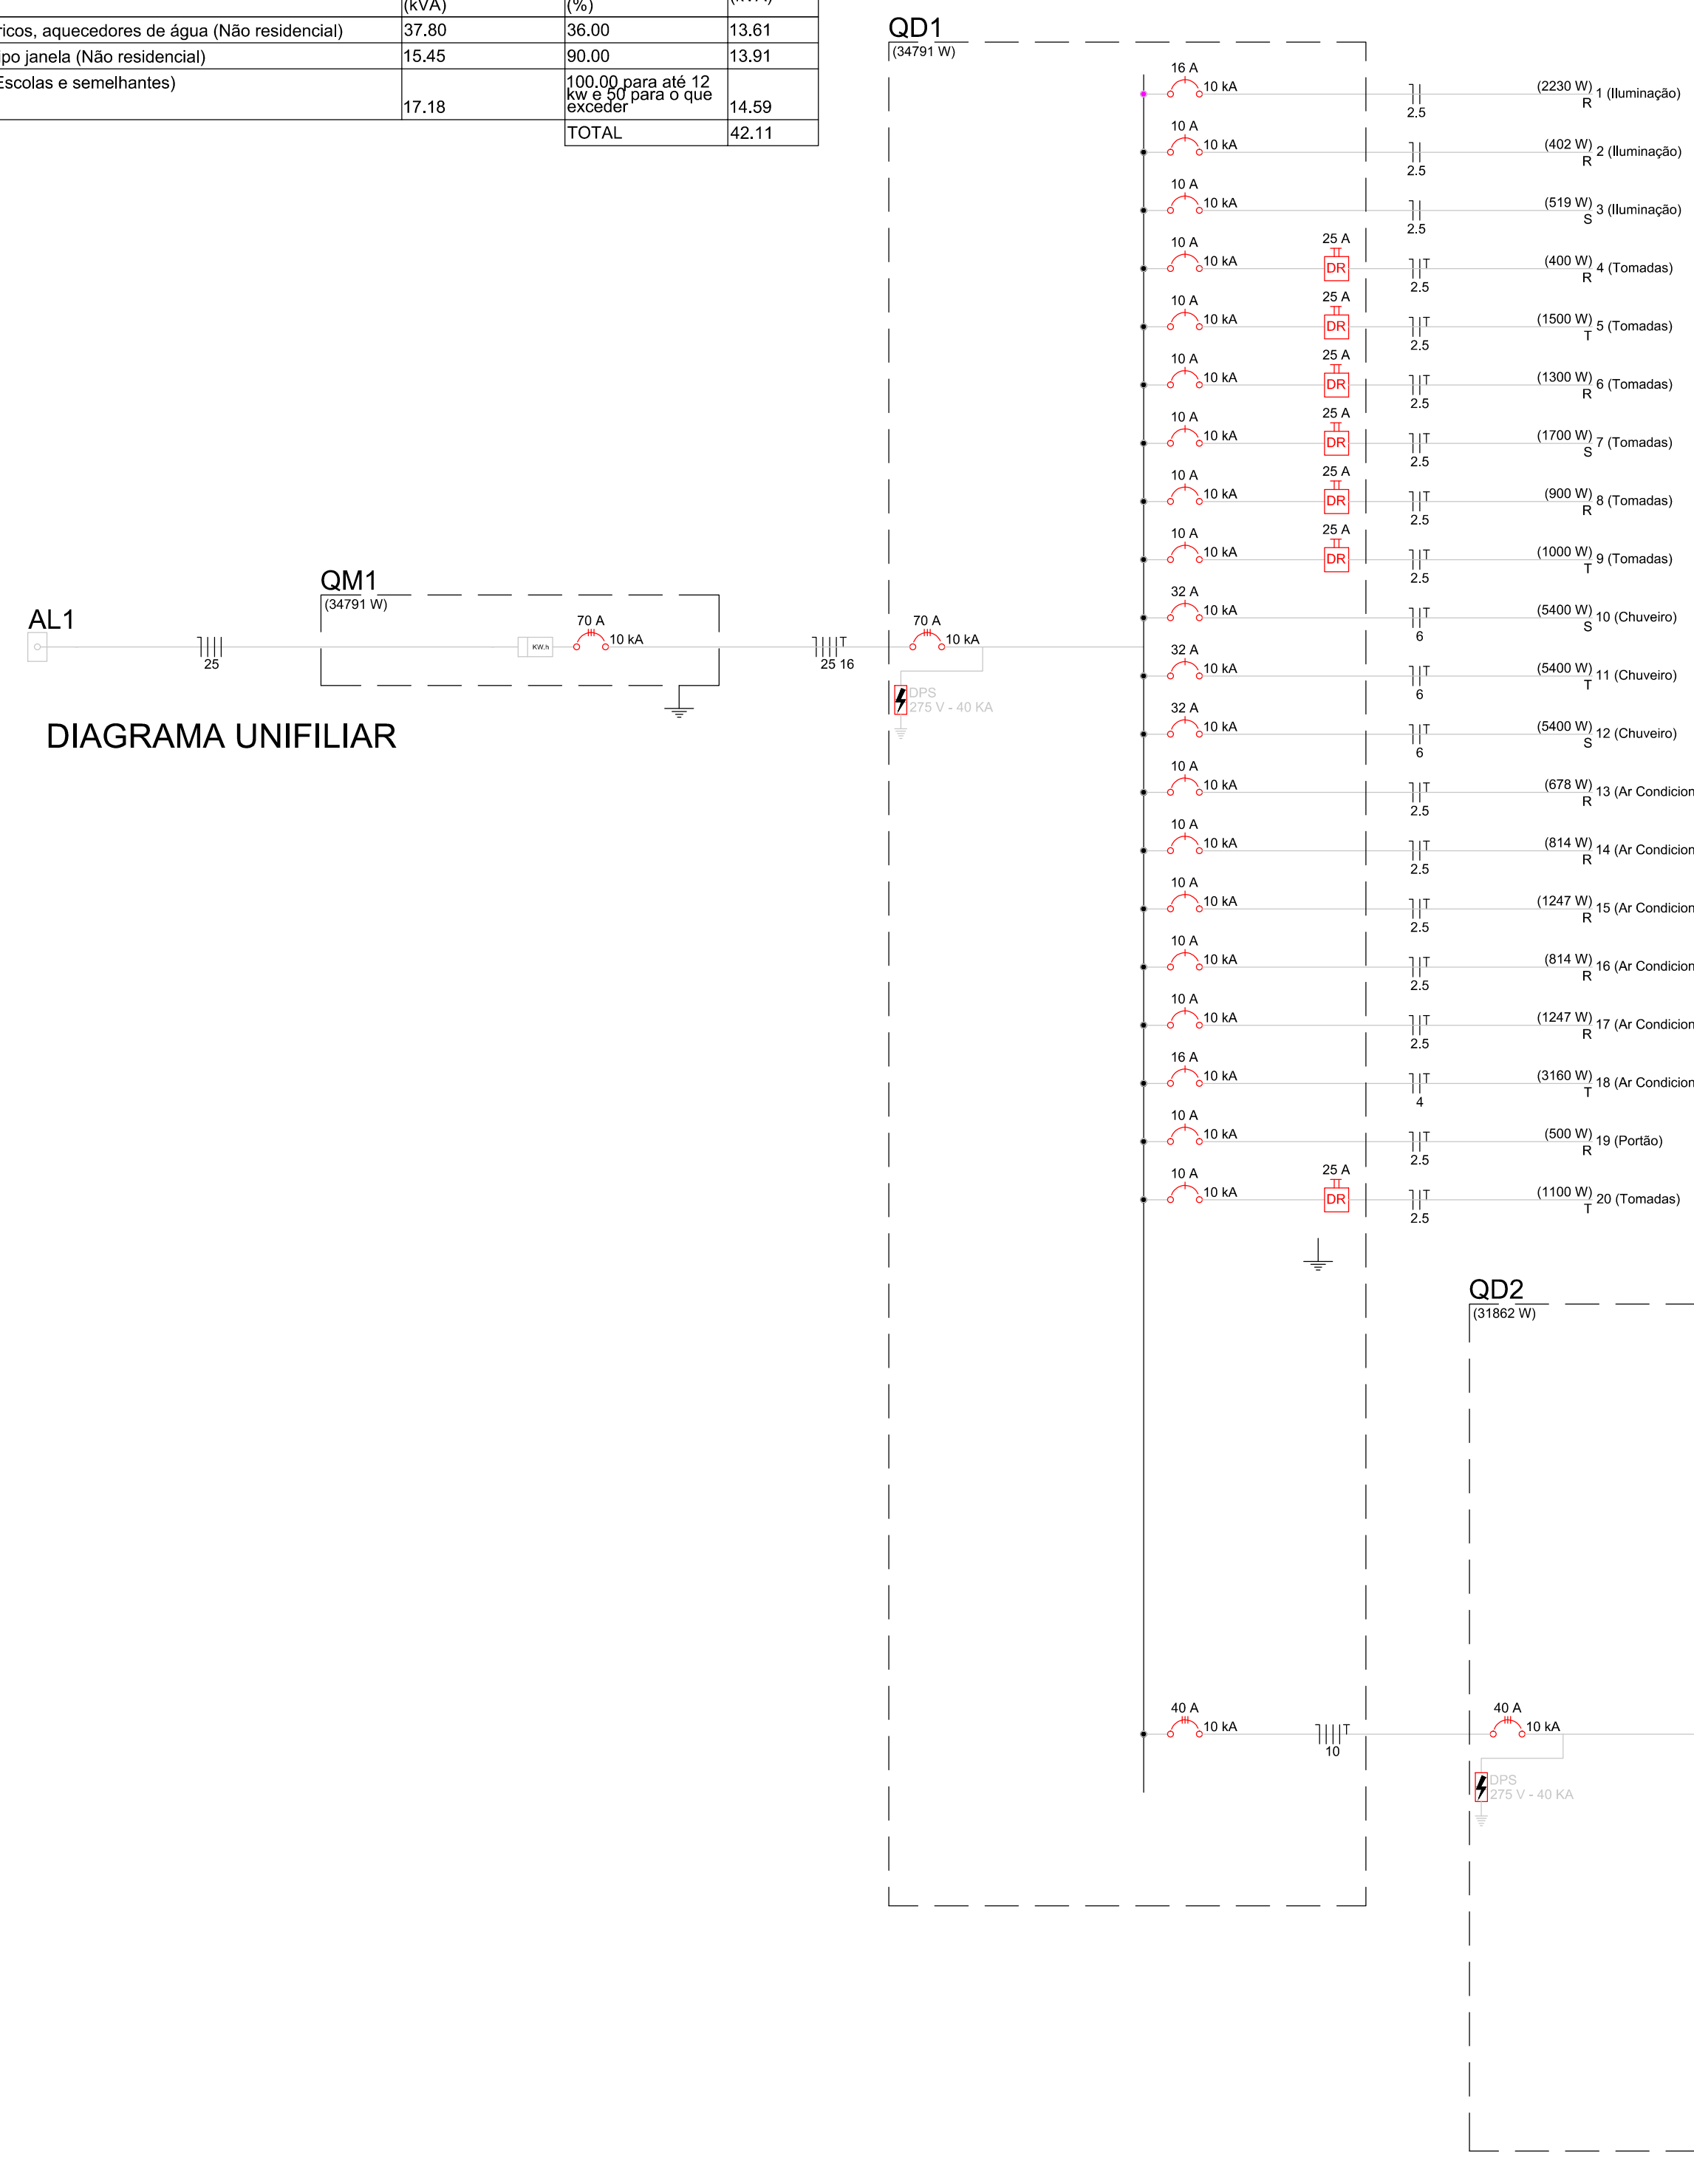 (kVA) (%) (kVA)
ricos, aquecedores de água (Não residencial) 37.80 36.00 13.61
ipo janela (Não residencial) 15.45 90.00 13.91
Escolas e semelhantes) 17.18 100.00 para até 12
kw e 50 para o que
exceder 14.59
TOTAL 42.11
AL1
25
QM1
(34791 W)
KW.h
70 A
10 kA
25 16
DIAGRAMA UNIFILIAR
QD1
(34791 W)
70 A
10 kA
DPS
275 V - 40 KA
16 A 10 kA 2.5 (2230 W) R 1 (Iluminação)
10 A 10 kA 2.5 (402 W) R 2 (Iluminação)
10 A 10 kA 2.5 (519 W) S 3 (Iluminação)
10 A 10 kA 25 A DR T 2.5 (400 W) R 4 (Tomadas)
10 A 10 kA 25 A DR T 2.5 (1500 W) T 5 (Tomadas)
10 A 10 kA 25 A DR T 2.5 (1300 W) R 6 (Tomadas)
10 A 10 kA 25 A DR T 2.5 (1700 W) S 7 (Tomadas)
10 A 10 kA 25 A DR T 2.5 (900 W) R 8 (Tomadas)
10 A 10 kA 25 A DR T 2.5 (1000 W) T 9 (Tomadas)
32 A 10 kA T 6 (5400 W) S 10 (Chuveiro)
32 A 10 kA T 6 (5400 W) T 11 (Chuveiro)
32 A 10 kA T 6 (5400 W) S 12 (Chuveiro)
10 A 10 kA T 2.5 (678 W) R 13 (Ar Condicion
10 A 10 kA T 2.5 (814 W) R 14 (Ar Condicion
10 A 10 kA T 2.5 (1247 W) R 15 (Ar Condicion
10 A 10 kA T 2.5 (814 W) R 16 (Ar Condicion
10 A 10 kA T 2.5 (1247 W) R 17 (Ar Condicion
16 A 10 kA T 4 (3160 W) T 18 (Ar Condicion
10 A 10 kA T 2.5 (500 W) R 19 (Portão)
10 A 10 kA 25 A DR T 2.5 (1100 W) T 20 (Tomadas)
40 A 10 kA T 10
QD2
(31862 W)
40 A
10 kA
DPS
275 V - 40 KA